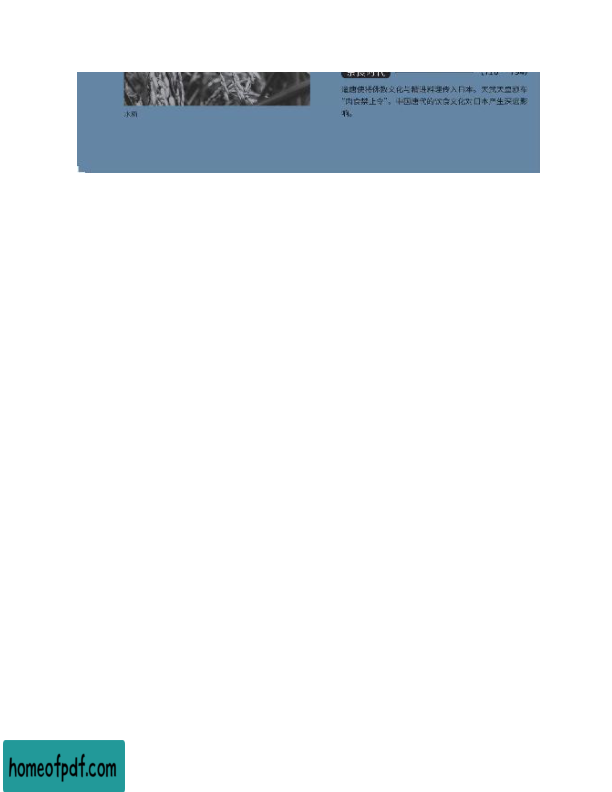 奈良时代 (710—794)
遣唐使将佛教文化与精进料理传入日本。天武天皇颁布
“肉食禁止令”。中国唐代的饮食文化对日本产生深远影
响。
水稻
homeofpdf.com